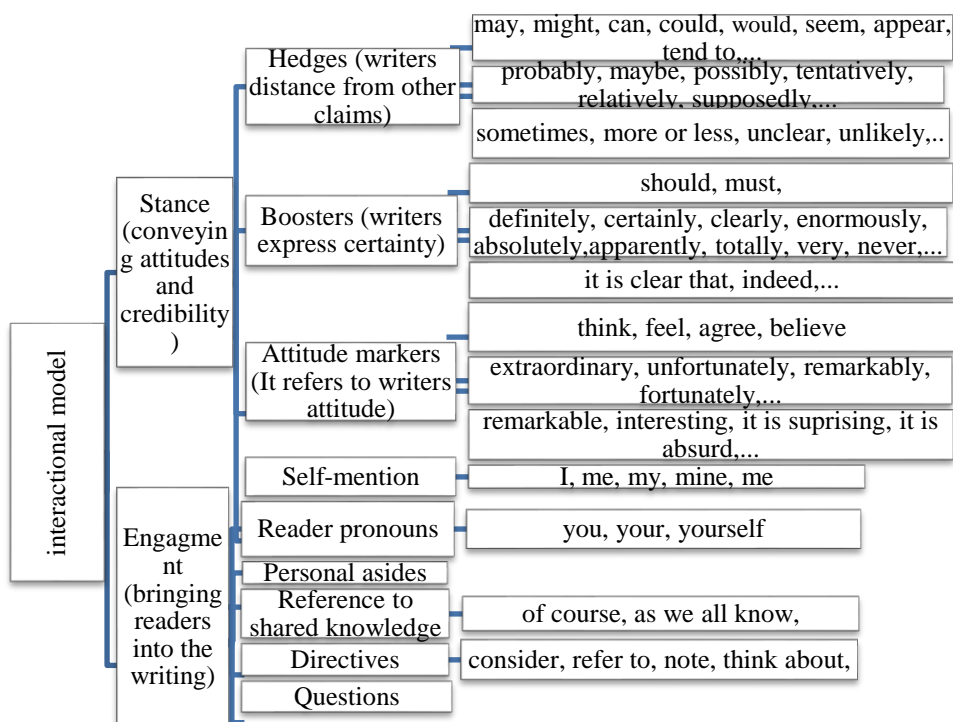 interactional model
Stance
(conveyin
g attitudes
and
credibility
)
Engagme
nt
(bringing
readers
into the
writing)
Hedges (writers
distance from other
claims)
may, might, can, could, would, seem, appear,
tend to,...
probably, maybe, possibly, tentatively,
relatively, supposedly,...
sometimes, more or less, unclear, unlikely,..
Boosters (writers
express certainty)
should, must,
definitely, certainly, clearly, enormously,
absolutely,apparently, totally, very, never,...
it is clear that, indeed,...
Attitude markers
(It refers to writers
attitude)
think, feel, agree, believe
extraordinary, unfortunately, remarkably,
fortunately,...
remarkable, interesting, it is suprising, it is
absurd,...
Self-mention
I, me, my, mine, me
Reader pronouns
you, your, yourself
Personal asides
Reference to
shared knowledge
of course, as we all know,
Directives
consider, refer to, note, think about,
Questions